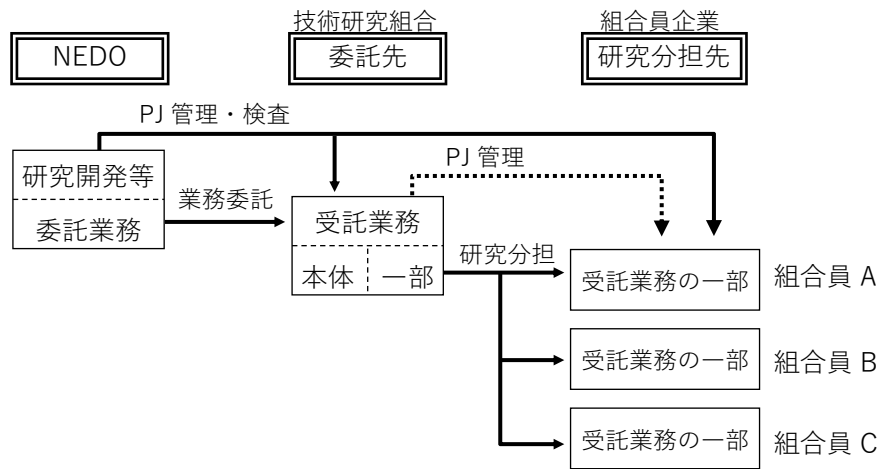 技術研究組合
組合員企業
NEDO
委託先
研究分担先
PJ 管理・検査
研究開発等
PJ 管理
業務委託
受託業務
委託業務
研究分担
本体
一部
受託業務の一部
組合員 A
受託業務の一部
組合員 B
受託業務の一部
組合員 C